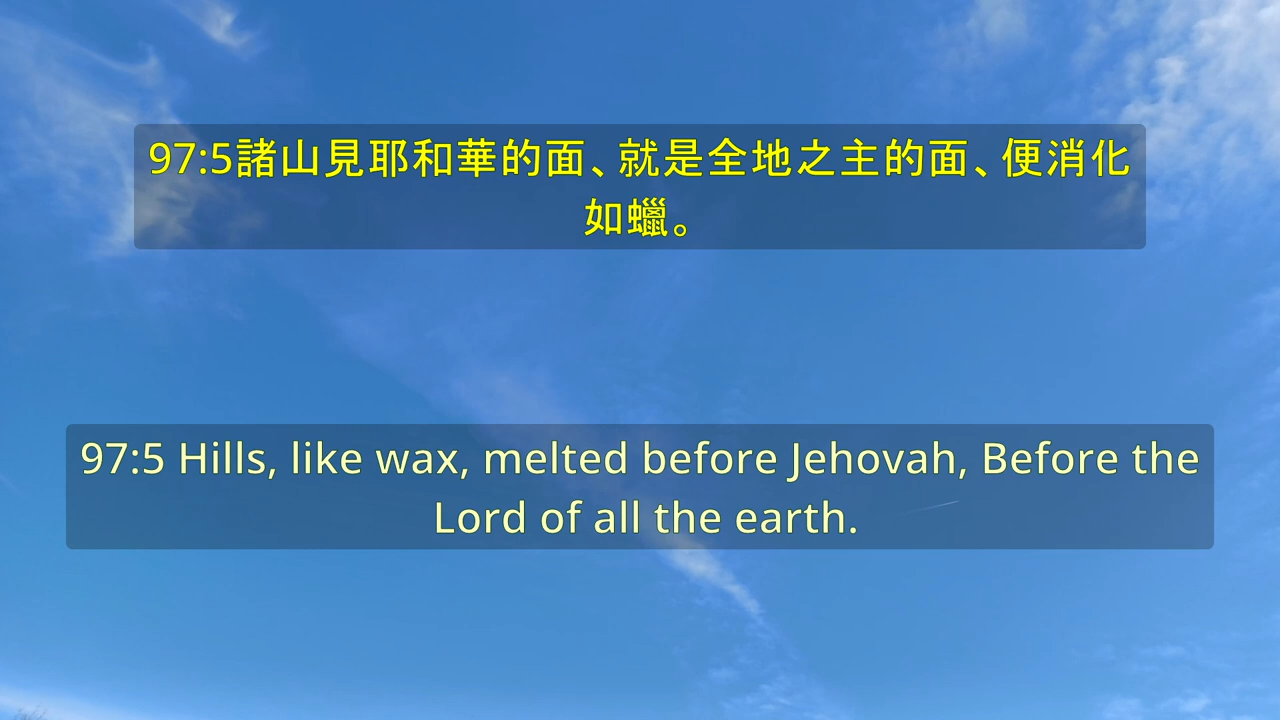 97:5諸山見耶和華的面、就是全地之主的面、便消化
如蠟。
97:5 Hills, like wax, melted before Jehovah, Before the
Lord of all the earth.